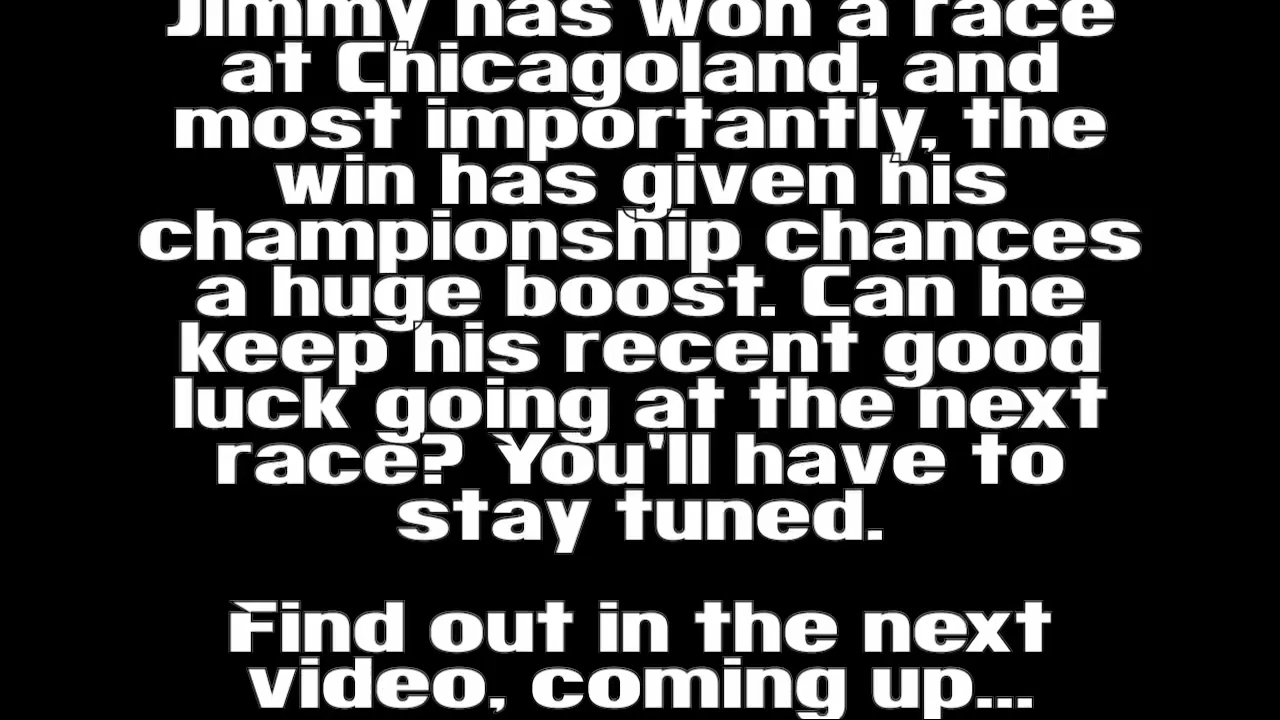 Jimmy has won a race
at Chicagoland, and
most importantly, the
win has given his
championship chances
a huge boost. Can he
keep his recent good
luck going at the next
race? You'll have to
stay tuned.
Find out in the next
video, coming up...